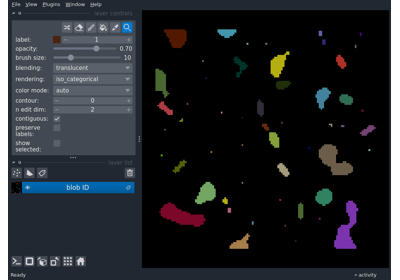 File View Plugins Window Help
layer controls
label: 1
opacity: 0.70
brush size: 10
blending: translucent
rendering: iso_categorical
color mode: auto
contour: 0
n edit dim: 2
contiguous:
preserve
labels:
show
selected:
layer list
blob ID
activity